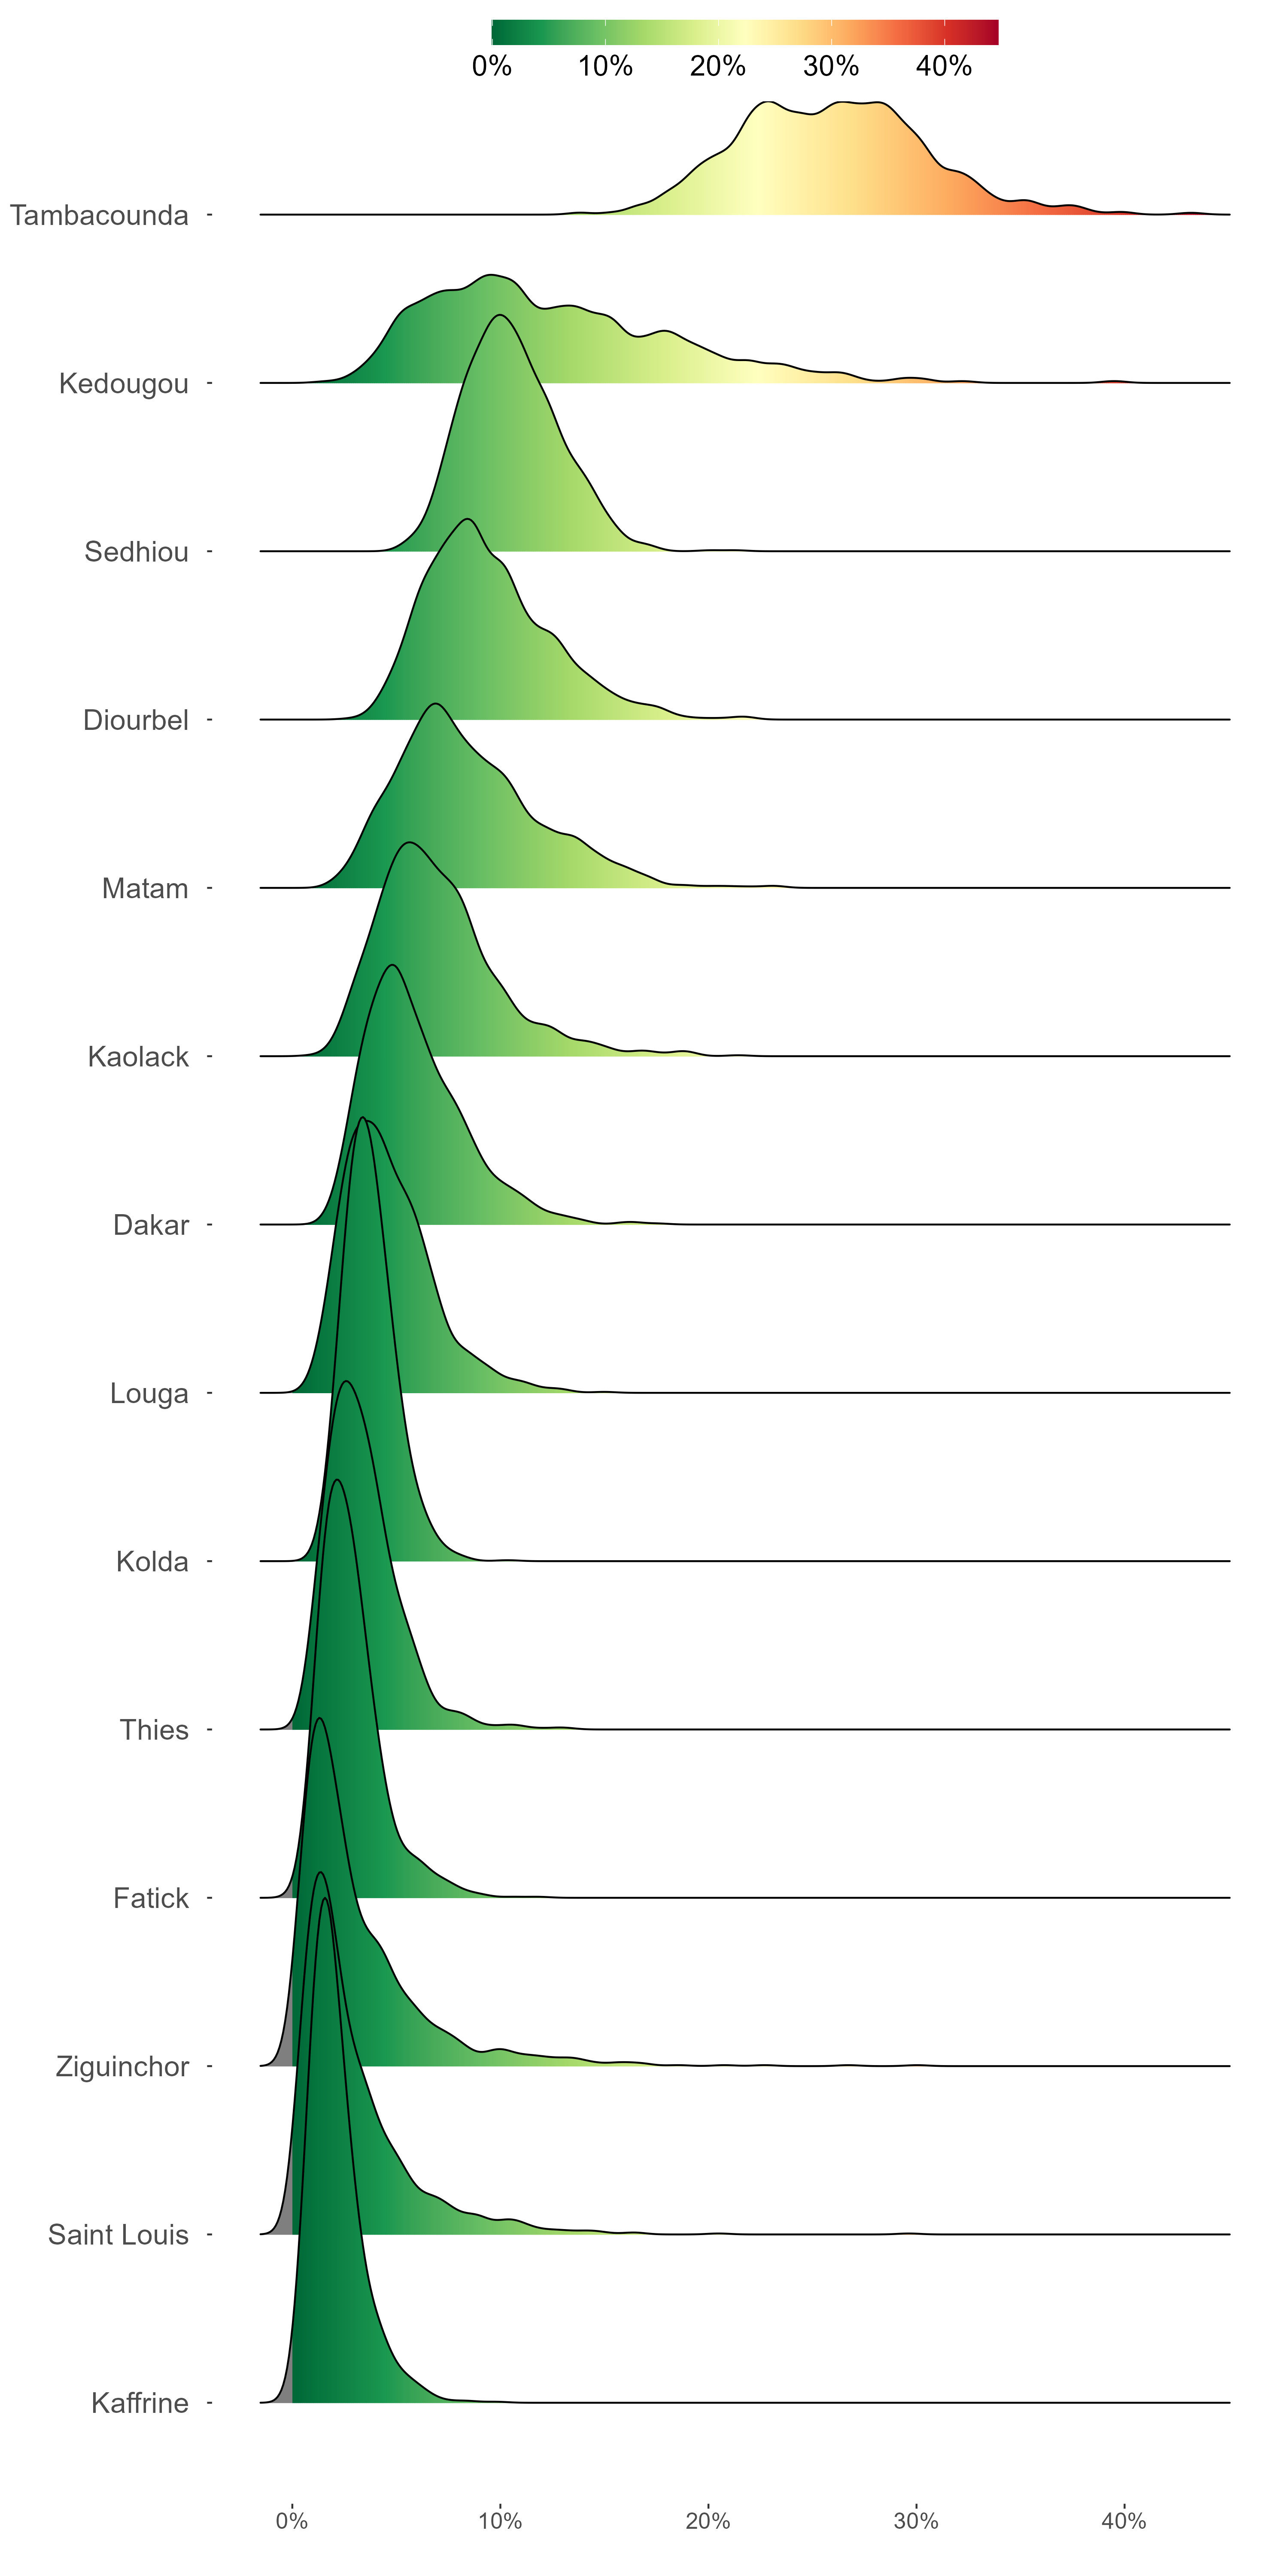 0% 10% 20% 30% 40%
Tambacounda
Kedougou
Sedhiou
Diourbel
Matam
Kaolack
Dakar
Louga
Kolda
Thies
Fatick
Ziguinchor
Saint Louis
Kaffrine
0% 10% 20% 30% 40%